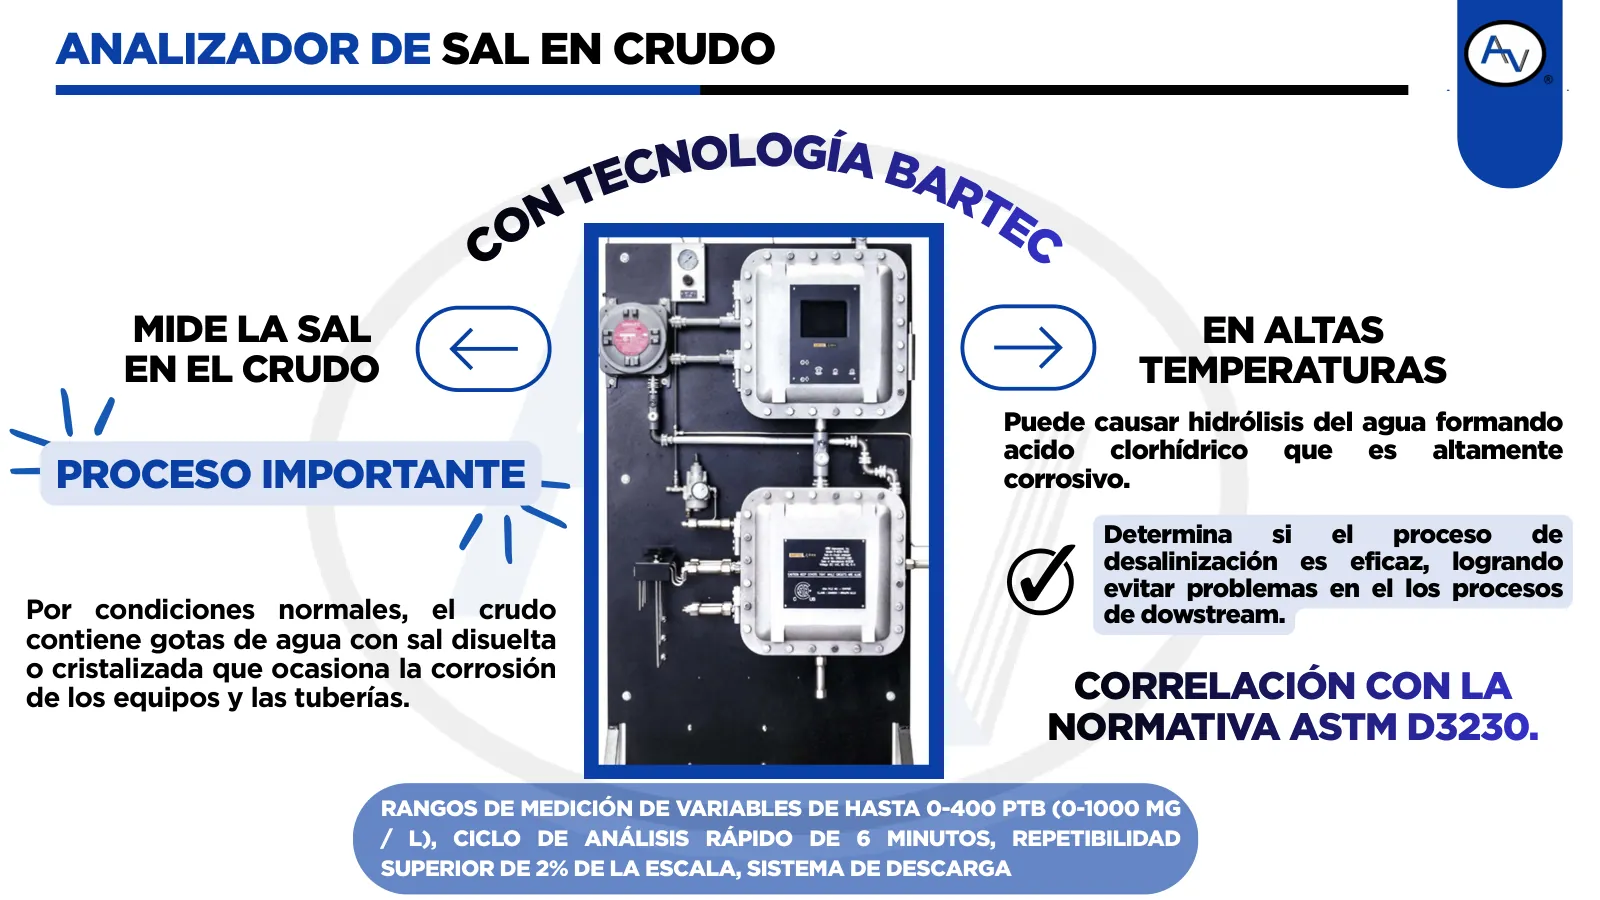 ANALIZADOR DE SAL EN CRUDO
AV
®
CON TECNOLOGÍA BARTEC
MIDE LA SAL
EN EL CRUDO
PROCESO IMPORTANTE
Por condiciones normales, el crudo
contiene gotas de agua con sal disuelta
o cristalizada que ocasiona la corrosión
de los equipos y las tuberías.
EN ALTAS
TEMPERATURAS
Puede causar hidrólisis del agua formando
acido clorhídrico que es altamente
corrosivo.
Determina si el proceso de
desalinización es eficaz, logrando
evitar problemas en el los procesos
de dowstream.
CORRELACIÓN CON LA
NORMATIVA ASTM D3230.
RANGOS DE MEDICIÓN DE VARIABLES DE HASTA 0-400 PTB (0-1000 MG
/ L), CICLO DE ANÁLISIS RÁPIDO DE 6 MINUTOS, REPETIBILIDAD
SUPERIOR DE 2% DE LA ESCALA, SISTEMA DE DESCARGA